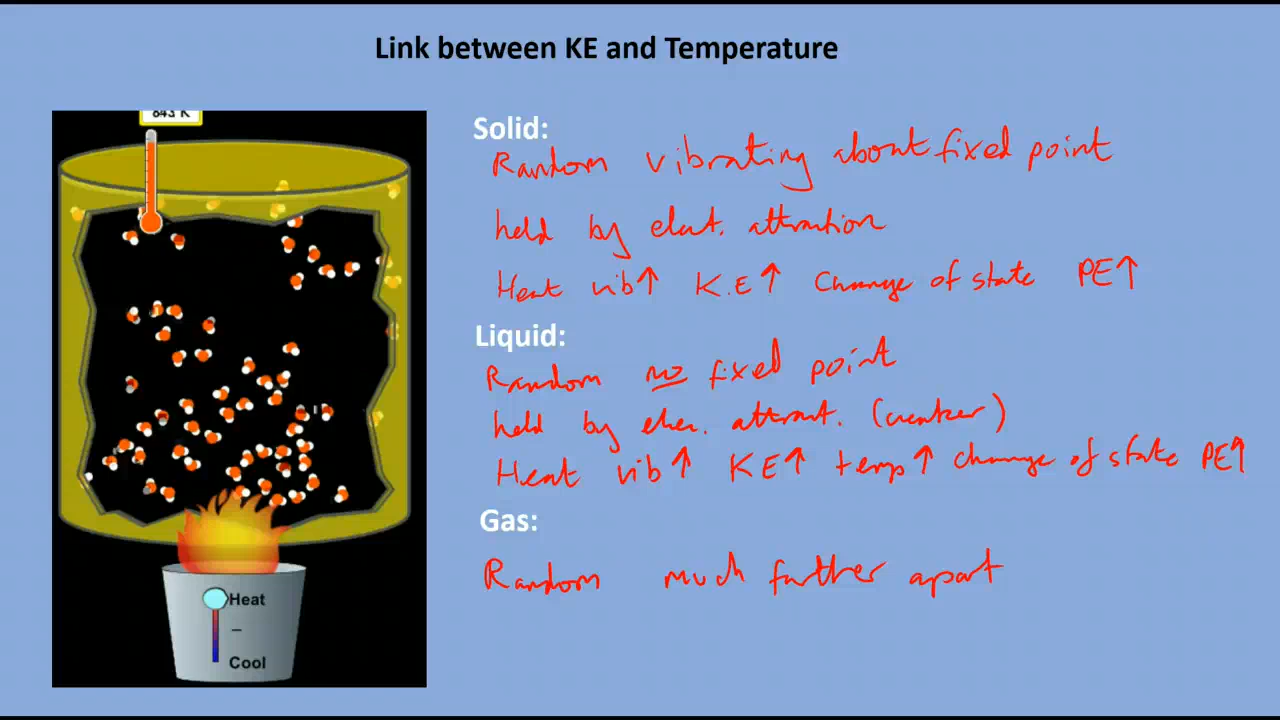 Link between KE and Temperature
643 K
Solid:
Random vibrating about fixed point
held by elect. attraction
Heat vib↑ K.E↑ Change of state PE↑
Liquid:
Random no fixed point
held by elec. attract. (weaker)
Heat vib↑ KE↑ temp↑ change of state PE↑
Gas:
Random much further apart
Heat
Cool